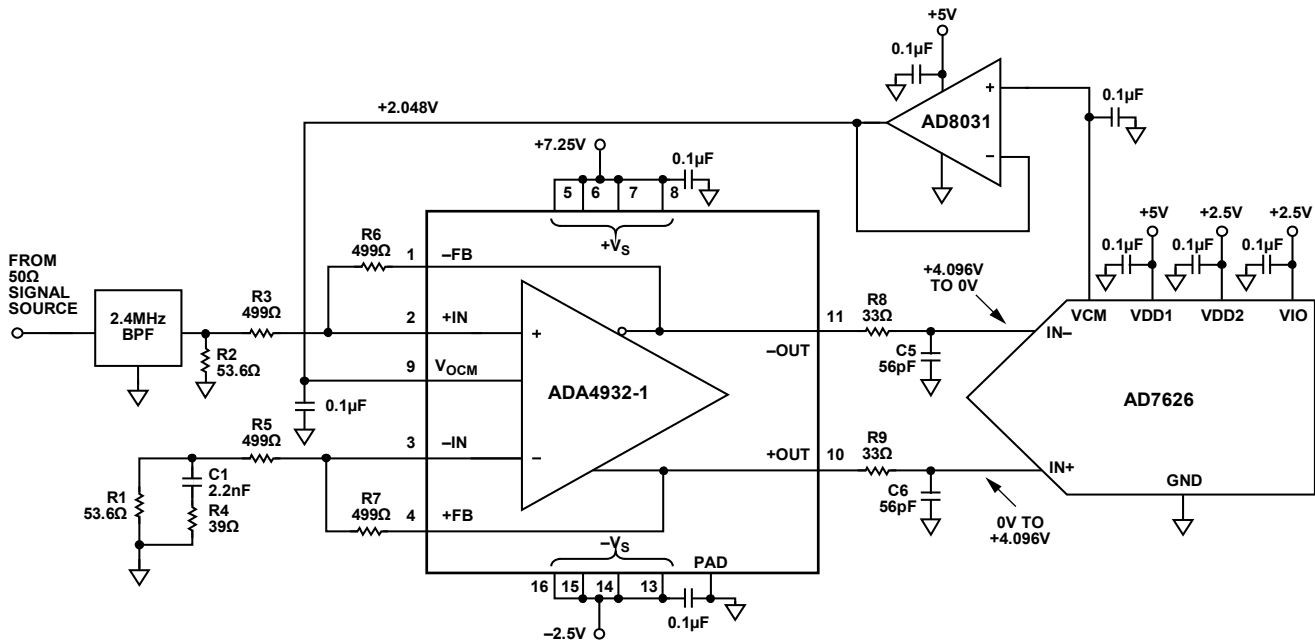 +5V
0.1µF
AD8031
+
–
0.1µF
+2.048V
+7.25V
0.1µF
5 6 7 8
+VS
+5V
+2.5V
+2.5V
0.1µF
0.1µF
0.1µF
FROM
50Ω
SIGNAL
SOURCE
2.4MHz
BPF
R2
53.6Ω
R3
499Ω
R6
499Ω
1
–FB
2
+IN
+
9
VOCM
0.1µF
ADA4932-1
R5
499Ω
3
–IN
–
R7
499Ω
4
+FB
R1
53.6Ω
C1
2.2nF
R4
39Ω
11
–OUT
R8
33Ω
C5
56pF
+4.096V
TO 0V
+OUT
10
R9
33Ω
C6
56pF
0V TO
+4.096V
VCM
VDD1
VDD2
VIO
IN–
AD7626
IN+
GND
–VS
PAD
16 15 14 13
0.1µF
–2.5V